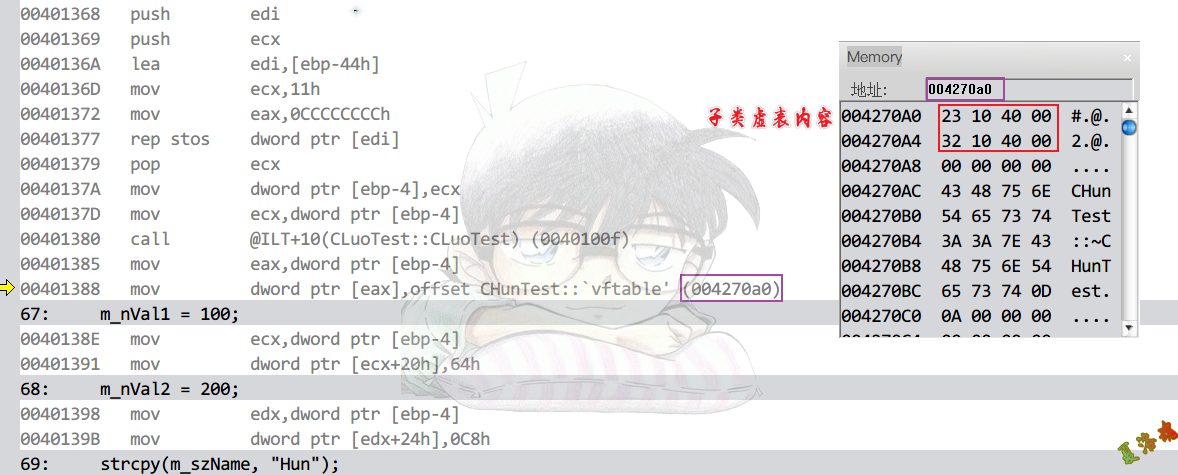 00401368 push edi
00401369 push ecx
0040136A lea edi,[ebp-44h]
0040136D mov ecx,11h
00401372 mov eax,0CCCCCCCCh
00401377 rep stos dword ptr [edi]
00401379 pop ecx
0040137A mov dword ptr [ebp-4],ecx
0040137D mov ecx,dword ptr [ebp-4]
00401380 call @ILT+10(CLuoTest::CLuoTest) (0040100f)
00401385 mov eax,dword ptr [ebp-4]
00401388 mov dword ptr [eax],offset CHunTest::`vftable' (004270a0)
67: m_nVal1 = 100;
0040138E mov ecx,dword ptr [ebp-4]
00401391 mov dword ptr [ecx+20h],64h
68: m_nVal2 = 200;
00401398 mov edx,dword ptr [ebp-4]
0040139B mov dword ptr [edx+24h],0C8h
69: strcpy(m_szName, "Hun");
子类虚表内容
Memory
地址: 004270a0
004270A0 23 10 40 00 #.@.
004270A4 32 10 40 00 2.@.
004270A8 00 00 00 00 ....
004270AC 43 48 75 6E CHun
004270B0 54 65 73 74 Test
004270B4 3A 3A 7E 43 ::~C
004270B8 48 75 6E 54 HunT
004270BC 65 73 74 0D est.
004270C0 0A 00 00 00 ....